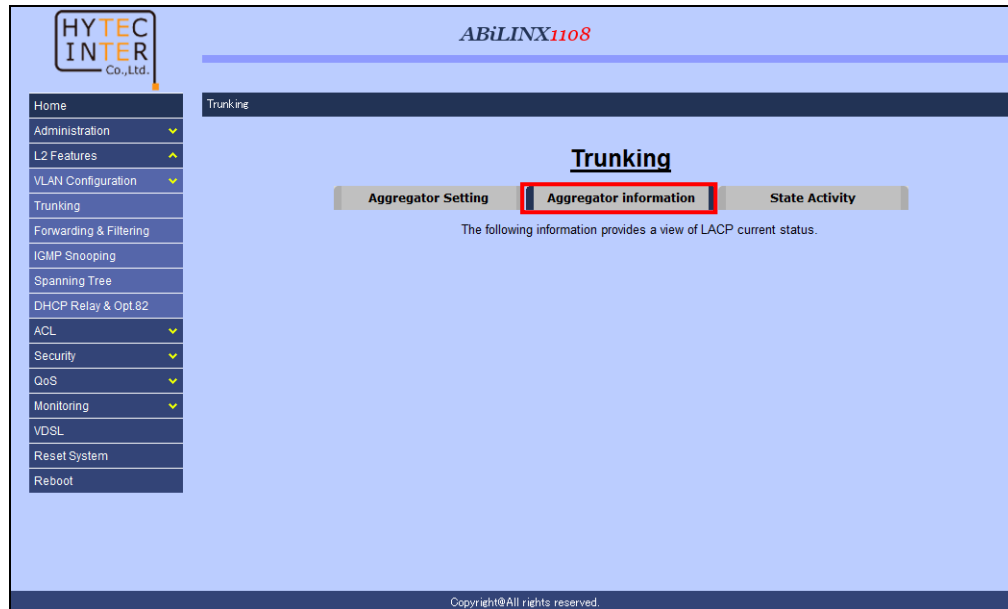 HYTEC
INTER
Co.,Ltd.
ABiLINX1108
Home
Administration
L2 Features
VLAN Configuration
Trunking
Forwarding & Filtering
IGMP Snooping
Spanning Tree
DHCP Relay & Opt.82
ACL
Security
QoS
Monitoring
VDSL
Reset System
Reboot
Trunking
Trunking
Aggregator Setting Aggregator information State Activity
The following information provides a view of LACP current status.
Copyright@All rights reserved.